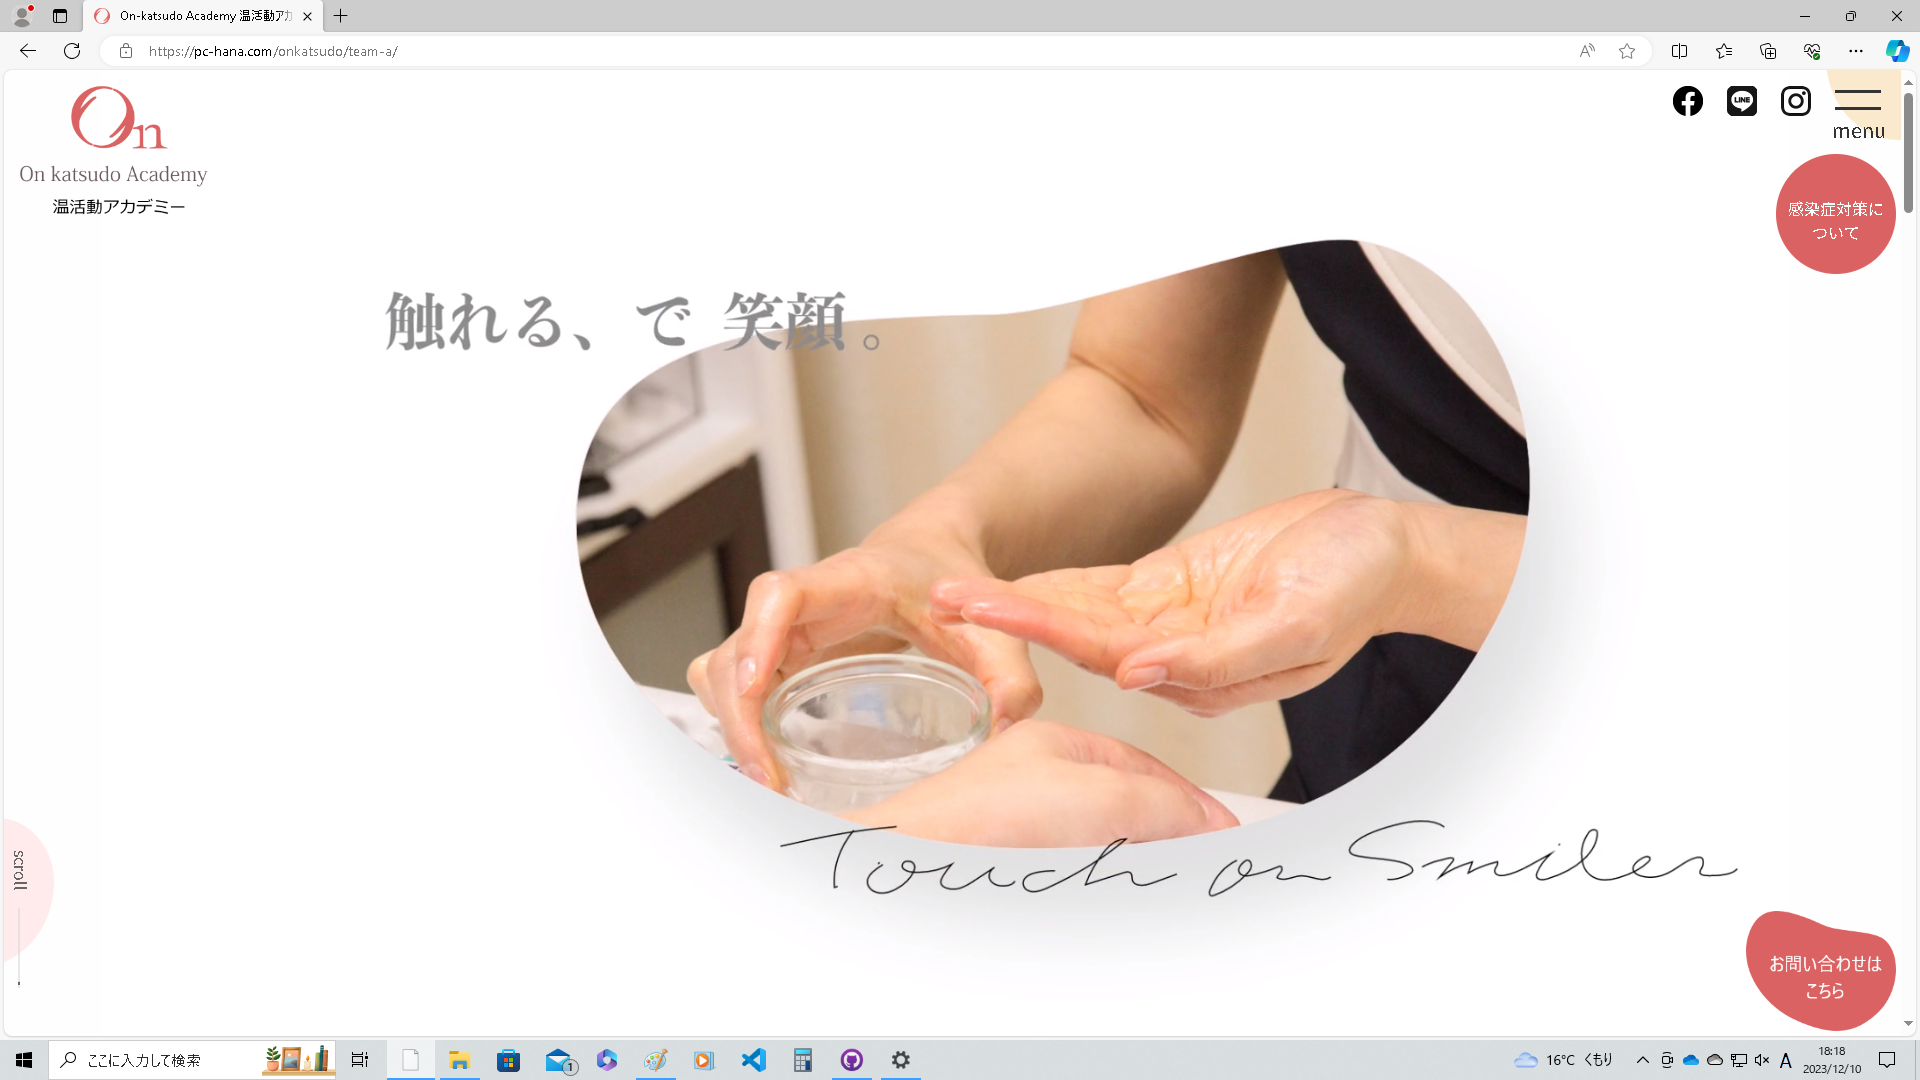 On-katsudo Academy 温活動アカ
https://pc-hana.com/onkatsudo/team-a/
On
On katsudo Academy
温活動アカデミー
LINE
menu
感染症対策に
ついて
触れる、で 笑顔。
scroll
Touch on Smiler
お問い合わせは
こちら
ここに入力して検索
1
16°C くもり
A
18:18
2023/12/10